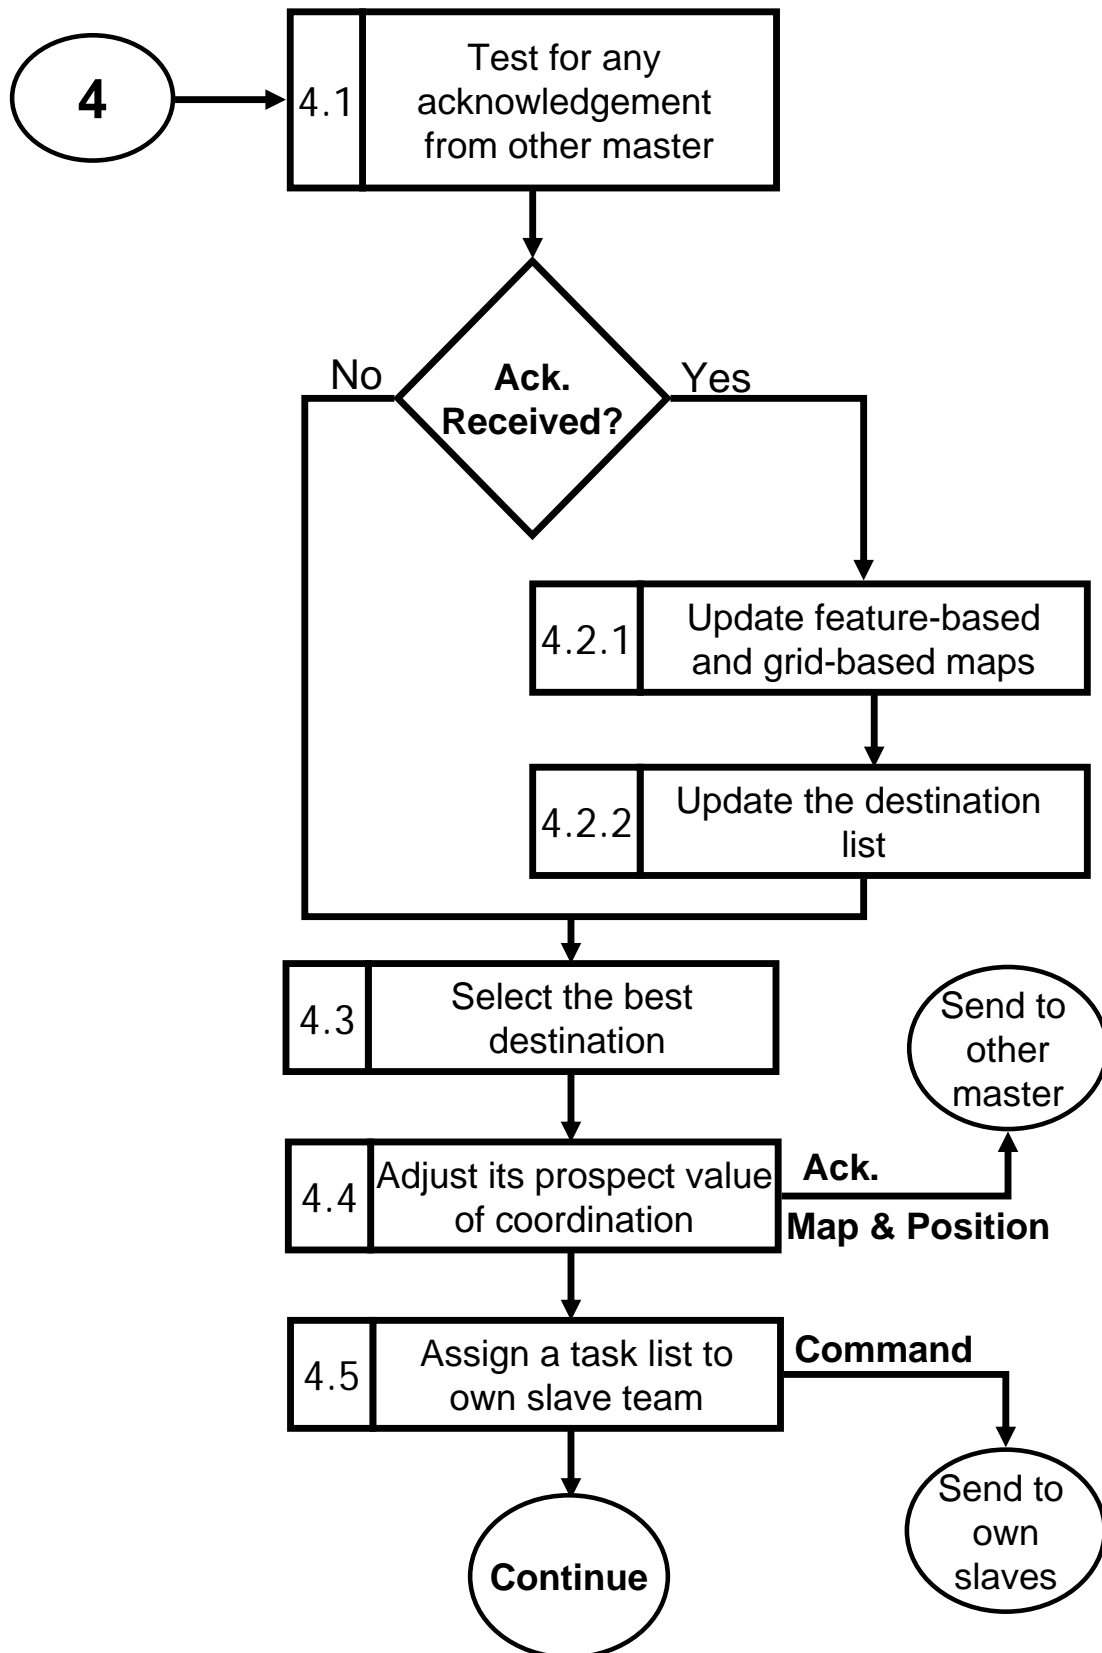 4
4.1
Test for any
acknowledgement
from other master
No
Ack.
Received?
Yes
4.2.1
Update feature-based
and grid-based maps
4.2.2
Update the destination
list
4.3
Select the best
destination
Send to
other
master
4.4
Adjust its prospect value
of coordination
Ack.
Map & Position
4.5
Assign a task list to
own slave team
Command
Send to
own
slaves
Continue